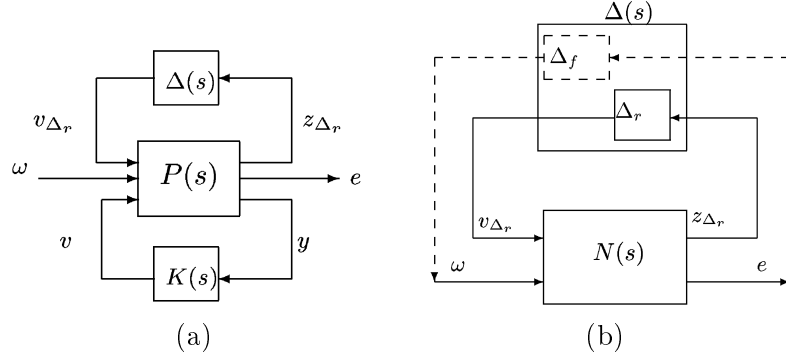 Δ(s)
v_{Δ_r}
z_{Δ_r}
ω
P(s)
e
v
y
K(s)
(a)
Δ(s)
Δ_f
Δ_r
v_{Δ_r}
z_{Δ_r}
ω
N(s)
e
(b)